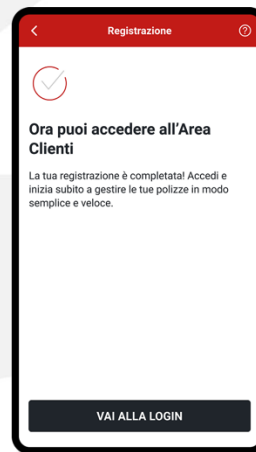 Registrazione
Ora puoi accedere all'Area
Clienti
La tua registrazione è completata! Accedi e
inizia subito a gestire le tue polizze in modo
semplice e veloce.
VAI ALLA LOGIN